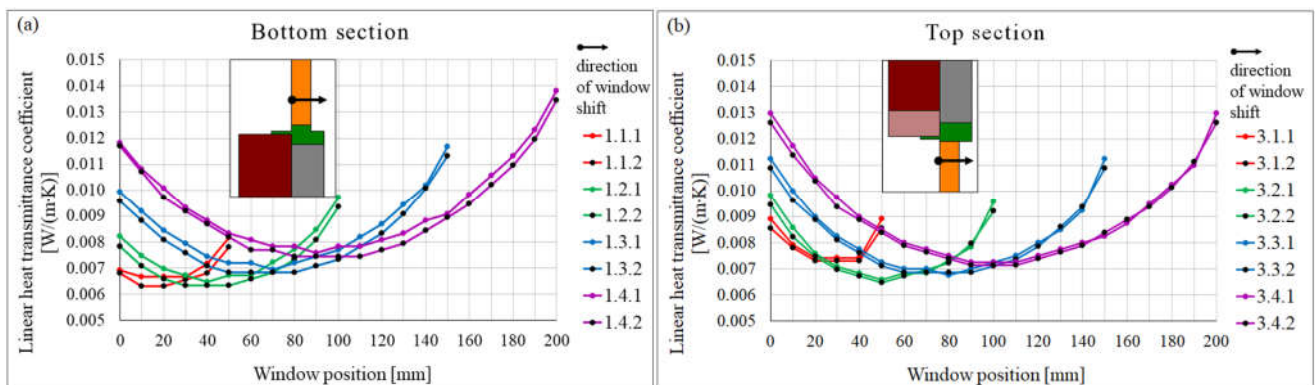 (a)
Bottom section
Linear heat transmittance coefficient
[W/(m·K)]
0.015
0.014
0.013
0.012
0.011
0.010
0.009
0.008
0.007
0.006
0.005
0 20 40 60 80 100 120 140 160 180 200
Window position [mm]
direction
of window
shift
1.1.1
1.1.2
1.2.1
1.2.2
1.3.1
1.3.2
1.4.1
1.4.2
(b)
Top section
Linear heat transmittance coefficient
[W/(m·K)]
0.015
0.014
0.013
0.012
0.011
0.010
0.009
0.008
0.007
0.006
0.005
0 20 40 60 80 100 120 140 160 180 200
Window position [mm]
direction
of window
shift
3.1.1
3.1.2
3.2.1
3.2.2
3.3.1
3.3.2
3.4.1
3.4.2